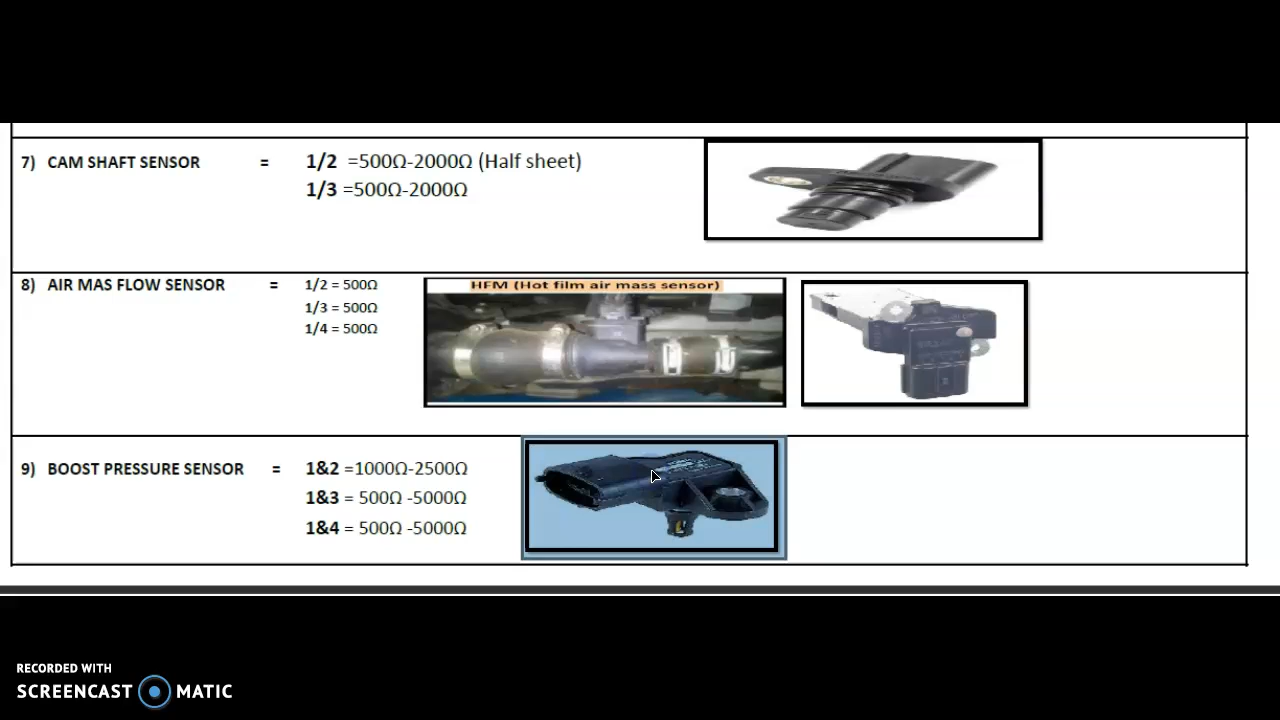 7) CAM SHAFT SENSOR = 1/2 =500Ω-2000Ω (Half sheet)
1/3 =500Ω-2000Ω
8) AIR MAS FLOW SENSOR = 1/2 = 500Ω
1/3 = 500Ω
1/4 = 500Ω
HFM (Hot film air mass sensor)
9) BOOST PRESSURE SENSOR = 1&2 =1000Ω-2500Ω
1&3 = 500Ω -5000Ω
1&4 = 500Ω -5000Ω
RECORDED WITH
SCREENCAST MATIC